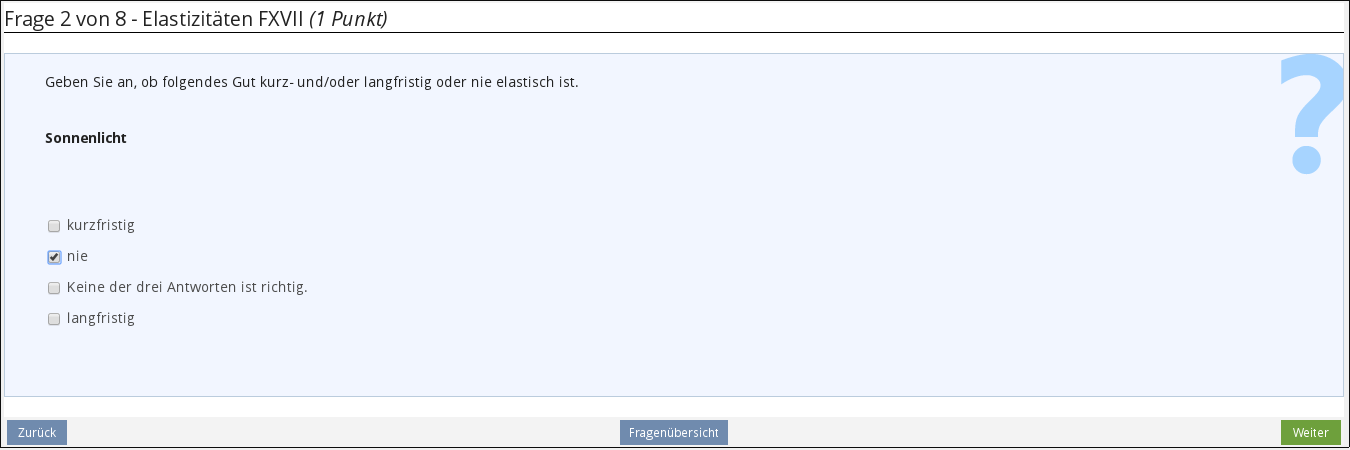 Frage 2 von 8 - Elastizitäten FXVII (1 Punkt)
Geben Sie an, ob folgendes Gut kurz- und/oder langfristig oder nie elastisch ist.
?
Sonnenlicht
kurzfristig
nie
Keine der drei Antworten ist richtig.
langfristig
Zurück Fragenübersicht Weiter